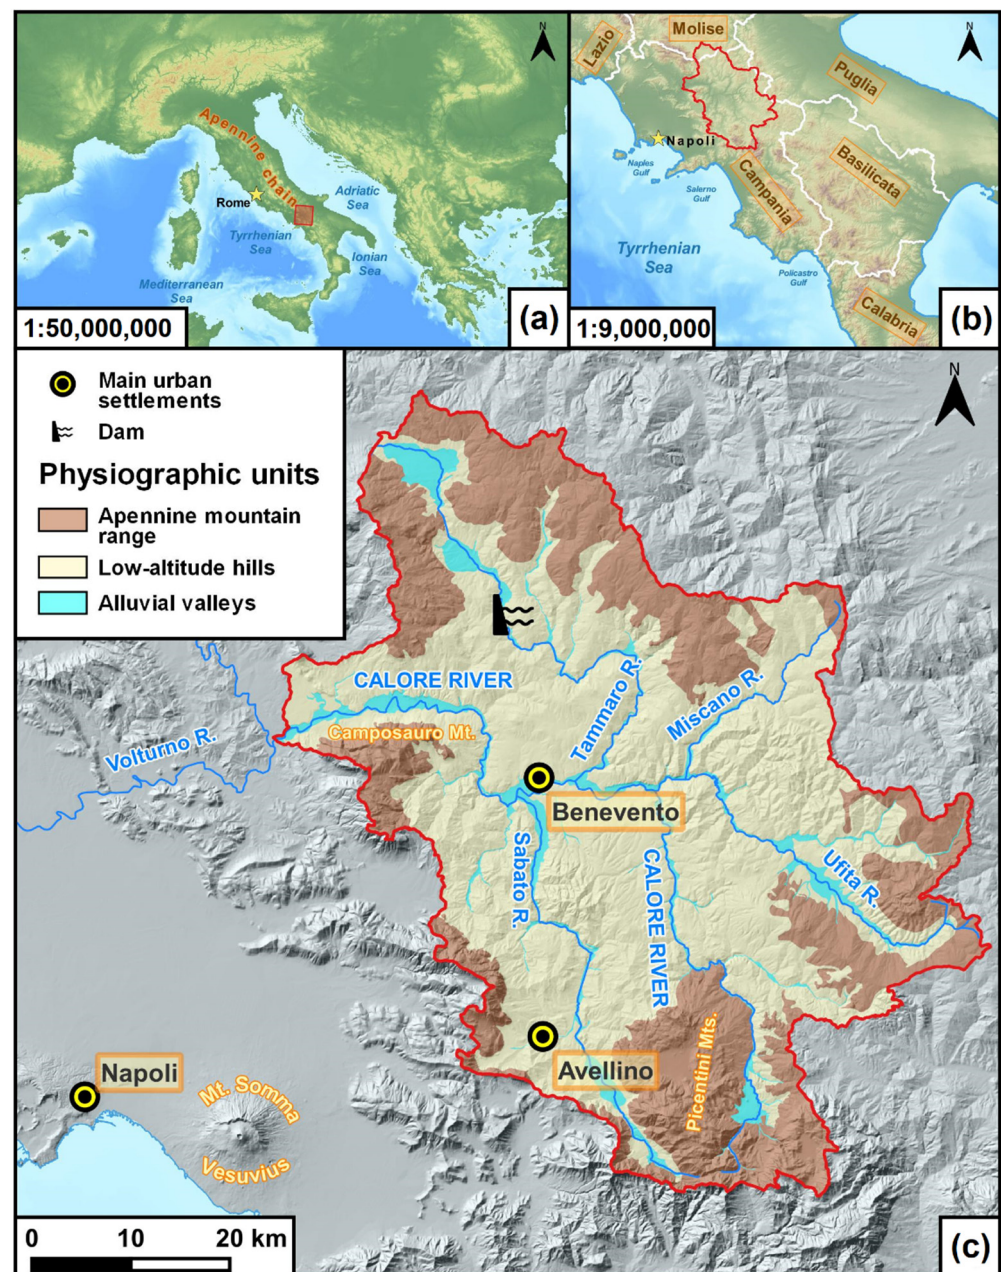 N
Apennine chain
Rome
Adriatic
Sea
Tyrrhenian
Sea
Ionian
Sea
Mediterranean
Sea
1:50,000,000
(a)
N
Lazio
Molise
Puglia
Napoli
Naples
Gulf
Salerno
Gulf
Campania
Basilicata
Tyrrhenian
Sea
Policastro
Gulf
Calabria
1:9,000,000
(b)
Main urban
settlements
Dam
Physiographic units
Apennine mountain
range
Low-altitude hills
Alluvial valleys
N
CALORE RIVER
Camposauro Mt.
Volturno R.
Tammaro R.
Miscano R.
Benevento
Sabato R.
CALORE RIVER
Ufita R.
Avellino
Picentini Mts.
Napoli
Mt. Somma
Vesuvius
0 10 20 km
(c)